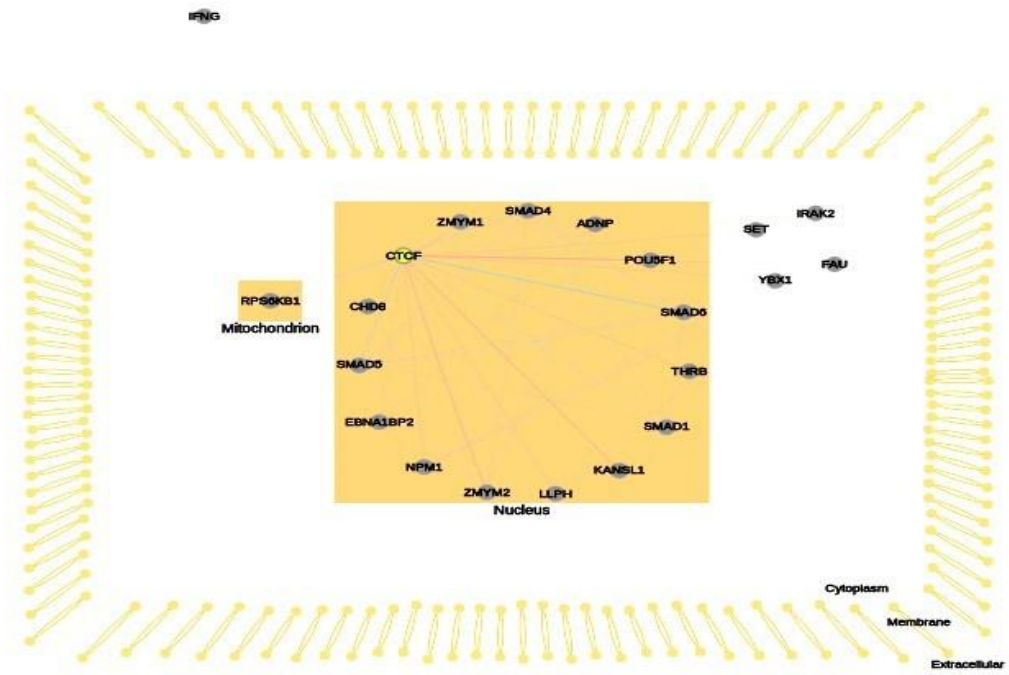 IFNG
SMAD4
ZMYM1
ADNP
IRAK2
SET
CTCF
POU5F1
FAU
YBX1
RPS6KB1
CHD8
SMAD6
Mitochondrion
SMAD5
THRB
EBNA1BP2
SMAD1
NPM1
KANSL1
ZMYM2
LLPH
Nucleus
Cytoplasm
Membrane
Extracellular